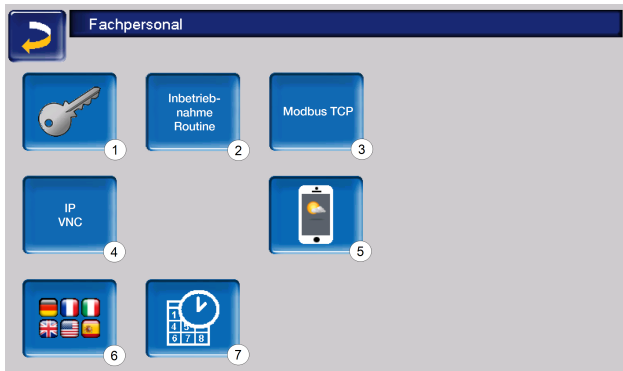 Fachpersonal
Inbetrieb-
nahme
Routine
Modbus TCP
1
2
3
IP
VNC
4
5
1
4 5
6 7 8
6
7